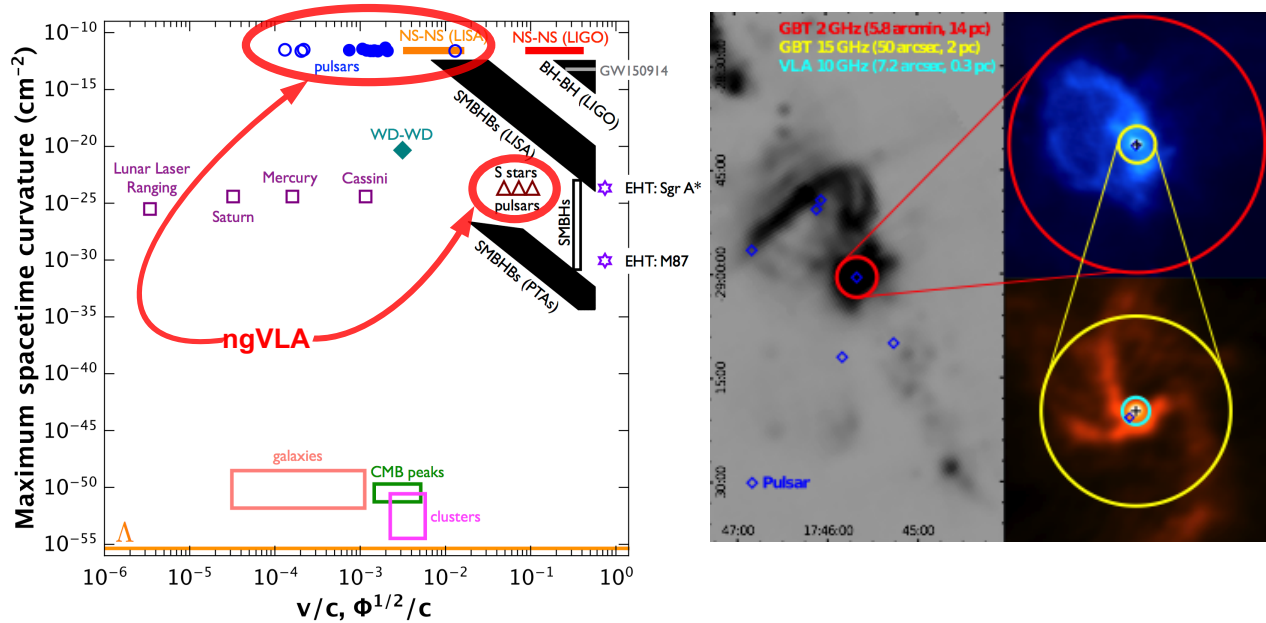 Maximum spacetime curvature (cm⁻²)
10⁻¹⁰
10⁻¹⁵
10⁻²⁰
10⁻²⁵
10⁻³⁰
10⁻³⁵
10⁻⁴⁰
10⁻⁴⁵
10⁻⁵⁰
10⁻⁵⁵
NS-NS (LISA)
NS-NS (LIGO)
pulsars
GW150914
BH-BH (LIGO)
SMBHBs (LISA)
WD-WD
Lunar Laser
Ranging
Saturn
Mercury
Cassini
S stars
pulsars
SMBHs
EHT: Sgr A*
EHT: M87
SMBHBs (PTAs)
ngVLA
galaxies
CMB peaks
clusters
Λ
10⁻⁶
10⁻⁵
10⁻⁴
10⁻³
10⁻²
10⁻¹
10⁰
v/c, Φ¹/²/c
GBT 2 GHz (5.8 arcmin, 14 pc)
GBT 15 GHz (50 arcsec, 2 pc)
VLA 10 GHz (7.2 arcsec, 0.3 pc)
-28:30:00
45:00
-29:00:00
15:00
30:00
Pulsar
47:00
17:46:00
45:00